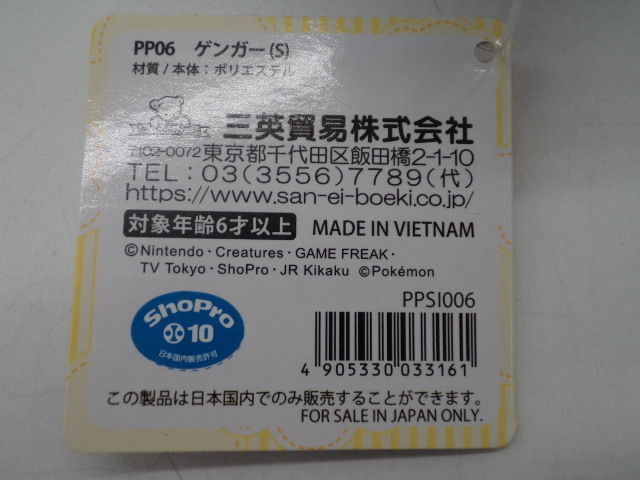 PP06 ゲンガー(S)
材質/本体:ポリエステル
三英貿易株式会社
〒102-0072 東京都千代田区飯田橋2-1-10
TEL:03(3556)7789(代)
https://www.san-ei-boeki.co.jp/
対象年齢6才以上 MADE IN VIETNAM
©Nintendo・Creatures・GAME FREAK・
TV Tokyo・ShoPro・JR Kikaku ©Pokémon
PPSI006
ShoPro
10
日本国内販売許可
4 905330 033161
この製品は日本国内でのみ販売することができます。
FOR SALE IN JAPAN ONLY.